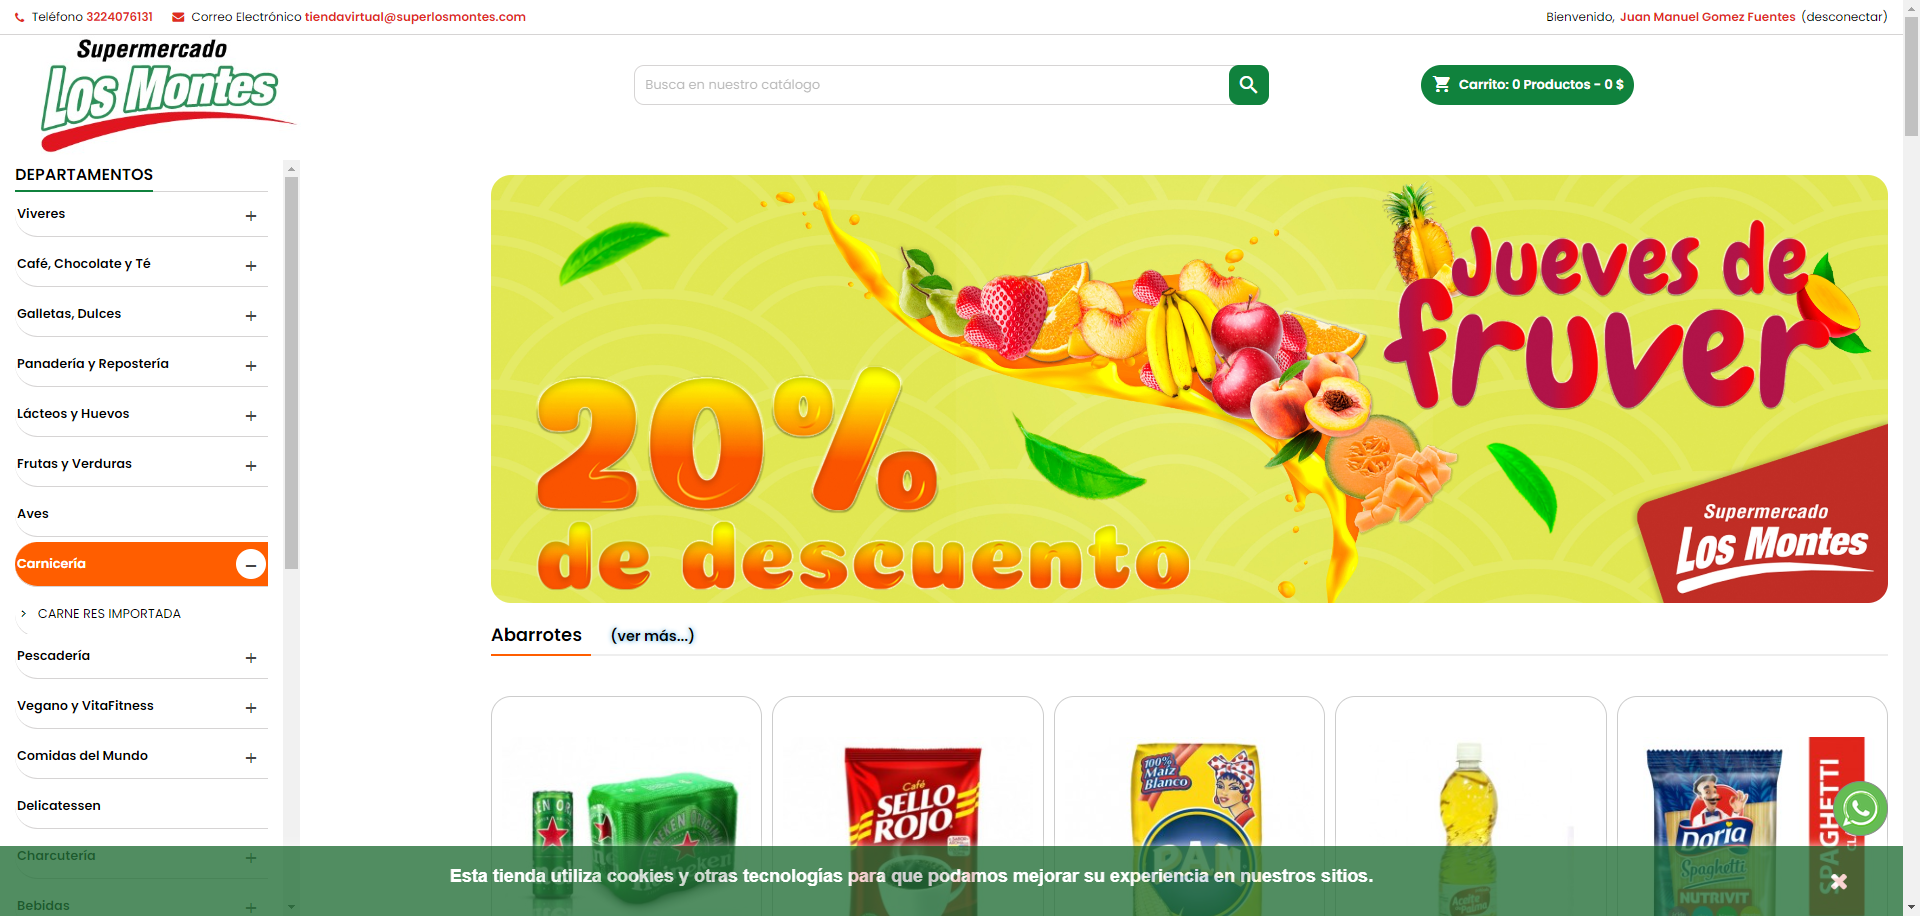 Teléfono 3224076131 Correo Electrónico tiendavirtual@superlosmontes.com
Bienvenido, Juan Manuel Gomez Fuentes (desconectar)
Supermercado
Los Montes
Busca en nuestro catálogo
Carrito: 0 Productos - 0 $
DEPARTAMENTOS
Viveres
Café, Chocolate y Té
Galletas, Dulces
Panadería y Repostería
Lácteos y Huevos
Frutas y Verduras
Aves
Carnicería
CARNE RES IMPORTADA
Pescadería
Vegano y VitaFitness
Comidas del Mundo
Delicatessen
Charcutería
Bebidas
Jueves de
fruver
20%
de descuento
Supermercado
Los Montes
Abarrotes (ver más...)
Café
SELLO
ROJO
100%
Maíz
Blanco
PAN
Doria
Spaghetti
NUTRIVIT
SPAGHETTI
Esta tienda utiliza cookies y otras tecnologías para que podamos mejorar su experiencia en nuestros sitios.